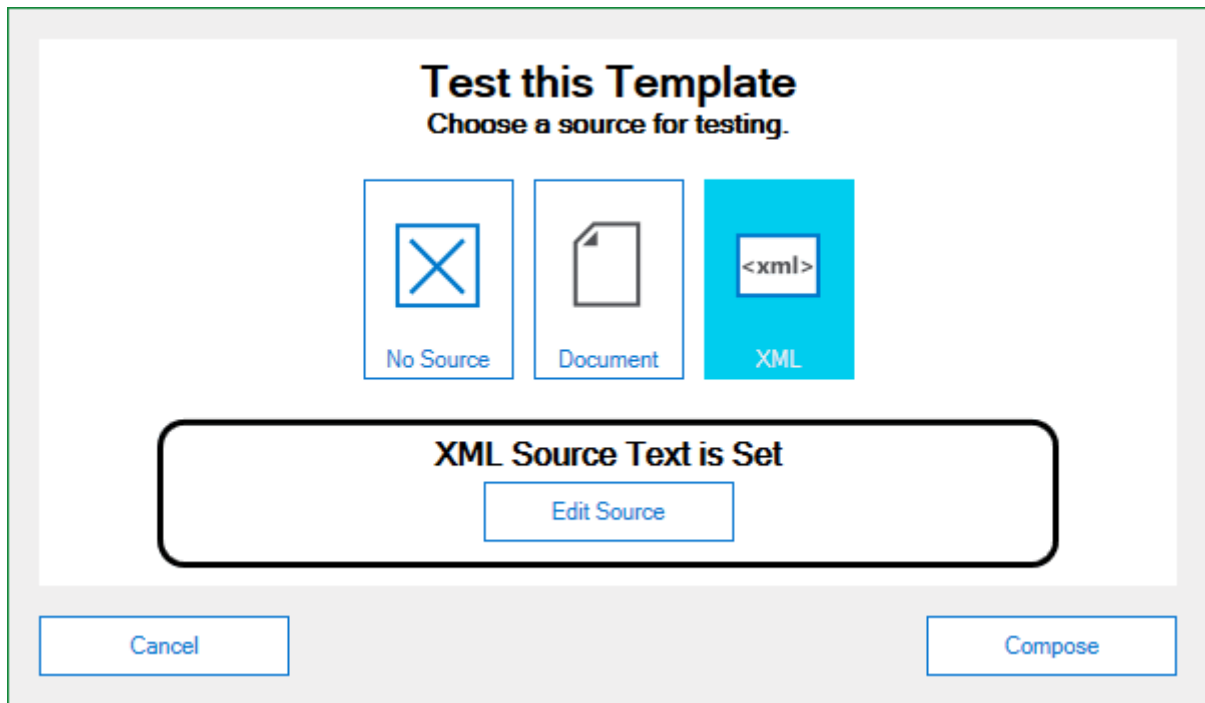 Test this Template
Choose a source for testing.
<xml>
No Source
Document
XML
XML Source Text is Set
Edit Source
Cancel
Compose